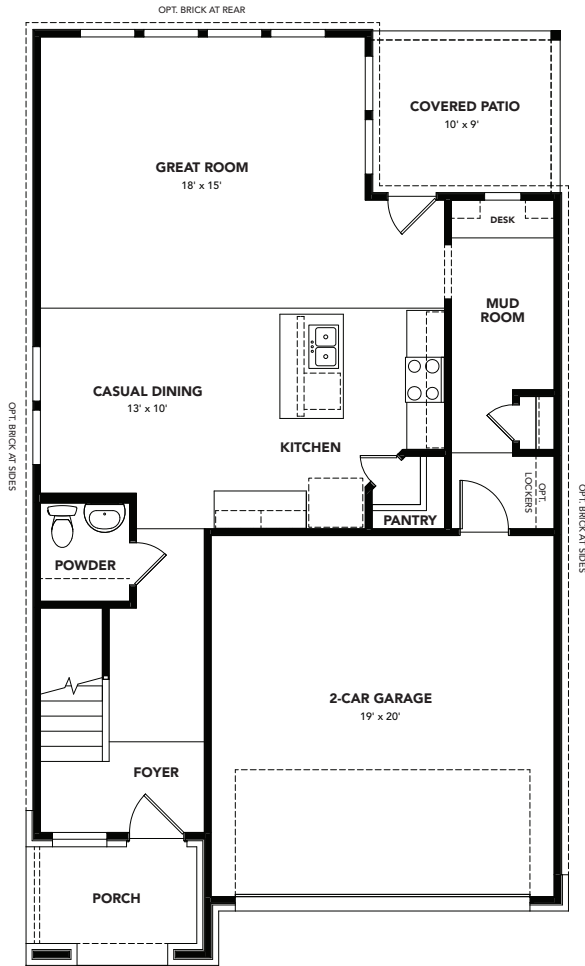 OPT. BRICK AT REAR
COVERED PATIO
10' x 9'
GREAT ROOM
18' x 15'
DESK
MUD
ROOM
CASUAL DINING
13' x 10'
KITCHEN
OPT. BRICK AT SIDES
OPT.
LOCKERS
OPT. BRICK AT SIDES
PANTRY
POWDER
2-CAR GARAGE
19' x 20'
FOYER
PORCH